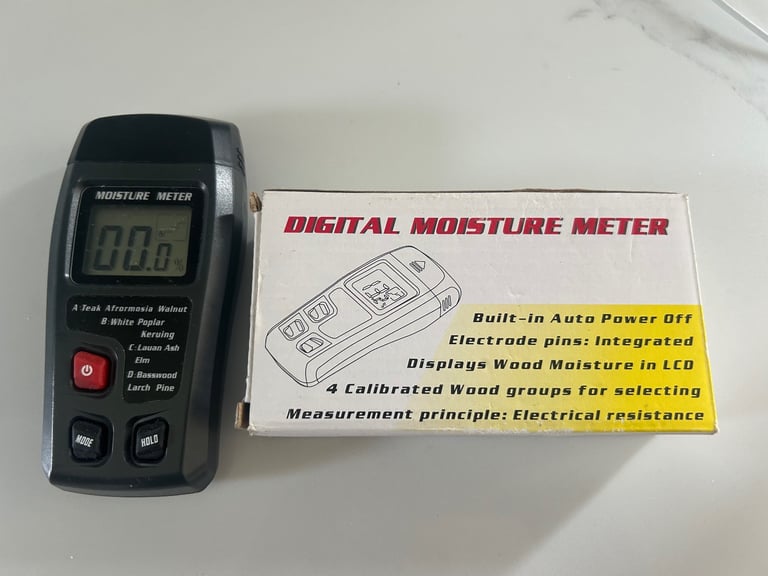 MOISTURE METER
00.0
%
A:Teak Afrormosia Walnut
B:White Poplar
Keruing
C:Lauan Ash
Elm
D:Basswood
Larch Pine
MODE
HOLD
DIGITAL MOISTURE METER
Built-in Auto Power Off
Electrode pins: Integrated
Displays Wood Moisture in LCD
4 Calibrated Wood groups for selecting
Measurement principle: Electrical resistance